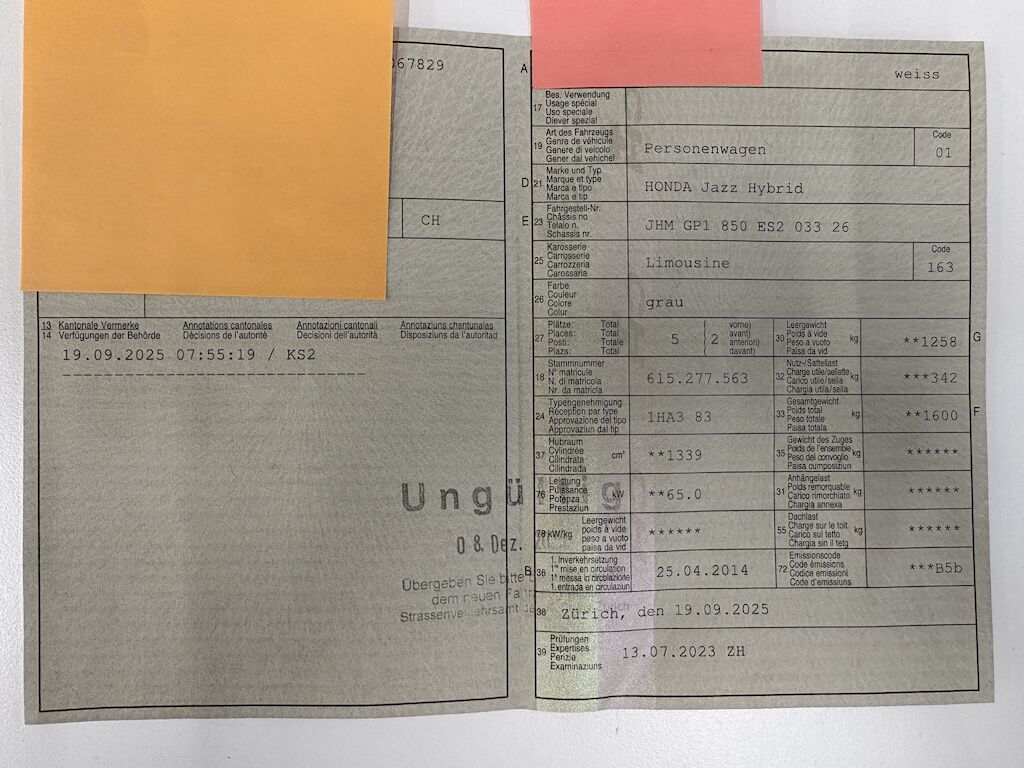 067829
CH
13 Kantonale Vermerke Annotations cantonales Annotazioni cantonali Annotaziuns chantunalas
14 Verfügungen der Behörde Décisions de l'autorité Decisioni dell'autorità Disposiziuns da l'autoritad
19.09.2025 07:55:19 / KS2
Ungültig
08. Dez.
Übergeben Sie bitte
dem neuen
A
weiss
17 Bes. Verwendung
Usage spécial
Uso speciale
Diever spezial
19 Art des Fahrzeugs
Genre de véhicule
Genere di veicolo
Gener dal vehichel
Personenwagen
Code
01
D 21 Marke und Typ
Marque et type
Marca e tipo
Marca e tip
HONDA Jazz Hybrid
E 23 Fahrgestell-Nr.
Châssis no
Telaio n.
Schassis nr.
JHM GP1 850 ES2 033 26
25 Karosserie
Carrosserie
Carrozzeria
Carossaria
Limousine
Code
163
26 Farbe
Couleur
Colore
Colur
grau
27 Plätze: Total
Places: Total
Posti: Totale
Plazs: Total
5 ( 2 vorne)
avant)
anteriori)
davant)
30 Leergewicht
Poids à vide
Peso a vuoto
Paisa da vid
kg
**1258
G
18 Stammnummer
N° matricule
N. di matricola
Nr. da matricla
615.277.563
32 Nutz-/Sattellast
Charge utile/sellette
Carico utile/sella
Chargia utila/sella
kg
***342
24 Typengenehmigung
Réception par type
Approvazione del tipo
Approvaziun dal tip
1HA3 83
33 Gesamtgewicht
Poids total
Peso totale
Paisa totala
kg
**1600
F
37 Hubraum
Cylindrée
Cilindrata
Cilindrada
cm³
**1339
35 Gewicht des Zuges
Poids de l'ensemble
Peso del convoglio
Paisa cumposiziun
kg
******
76 Leistung
Puissance
Potenza
Prestaziun
kW
**65.0
31 Anhängelast
Poids remorquable
Carico rimorchiato
Chargia annexa
kg
******
78 kW/kg
Leergewicht
poids à vide
peso a vuoto
paisa da vid
******
55 Dachlast
Charge sur le toit
Carico sul tetto
Chargia sin il tetg
kg
******
B 36 1. Inverkehrsetzung
1re mise en circulation
1a messa in circolazione
1. entrada en circulaziun
25.04.2014
72 Emissionscode
Code émissions
Codice emissioni
Code d'emissiuns
***B5b
38 Zürich, den 19.09.2025
39 Prüfungen
Expertises
Perizie
Examinaziuns
13.07.2023 ZH